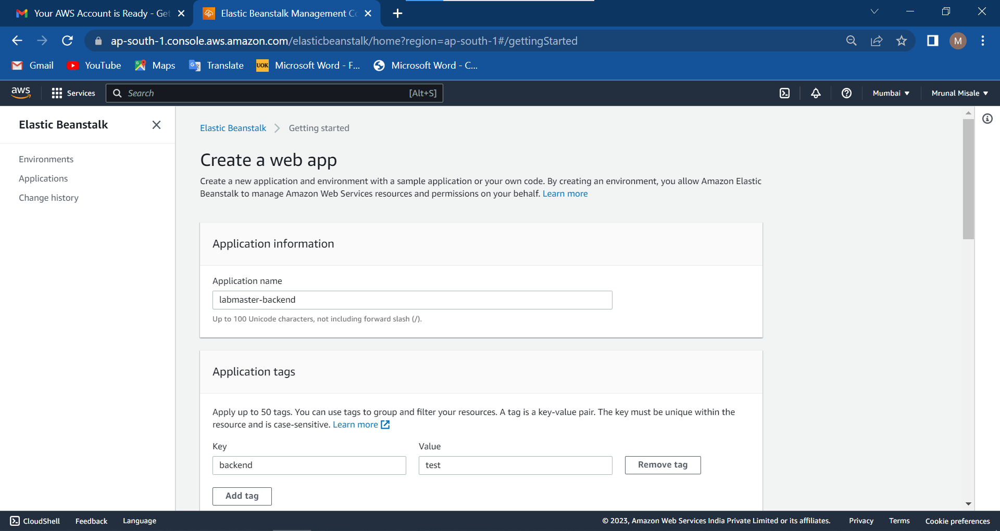 Your AWS Account is Ready - Get
Elastic Beanstalk Management Co
ap-south-1.console.aws.amazon.com/elasticbeanstalk/home?region=ap-south-1#/gettingStarted
M
Gmail
YouTube
Maps
Translate
UOK
Microsoft Word - F...
Microsoft Word - C...
aws
Services
Search
[Alt+S]
Mumbai
Mrunal Misale
Elastic Beanstalk
Environments
Applications
Change history
Elastic Beanstalk
Getting started
Create a web app
Create a new application and environment with a sample application or your own code. By creating an environment, you allow Amazon Elastic
Beanstalk to manage Amazon Web Services resources and permissions on your behalf. Learn more
Application information
Application name
labmaster-backend
Up to 100 Unicode characters, not including forward slash (/).
Application tags
Apply up to 50 tags. You can use tags to group and filter your resources. A tag is a key-value pair. The key must be unique within the
resource and is case-sensitive. Learn more
Key
Value
backend
test
Remove tag
Add tag
CloudShell
Feedback
Language
© 2023, Amazon Web Services India Private Limited or its affiliates.
Privacy
Terms
Cookie preferences